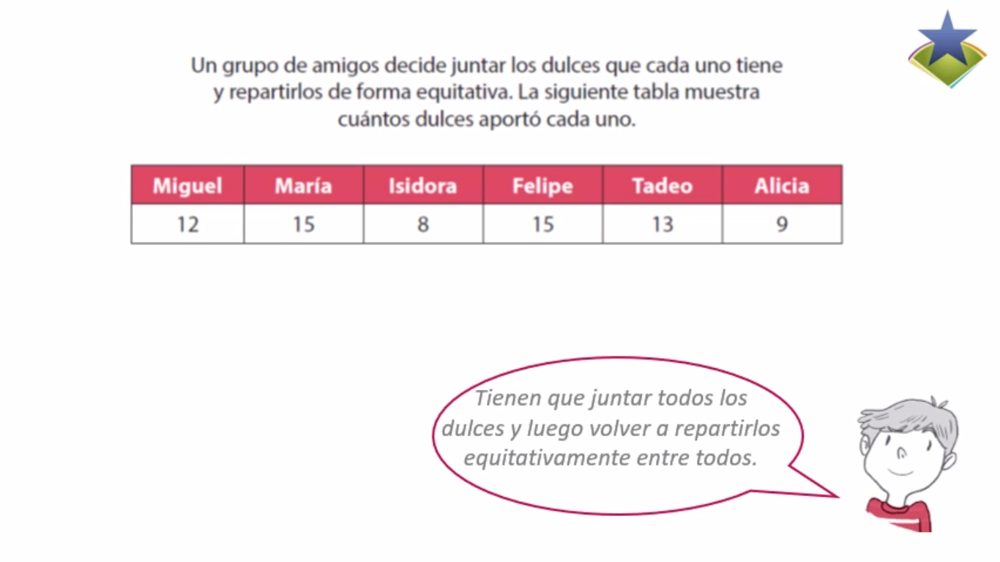 Un grupo de amigos decide juntar los dulces que cada uno tiene
y repartirlos de forma equitativa. La siguiente tabla muestra
cuántos dulces aportó cada uno.
Miguel María Isidora Felipe Tadeo Alicia
12 15 8 15 13 9
Tienen que juntar todos los
dulces y luego volver a repartirlos
equitativamente entre todos.